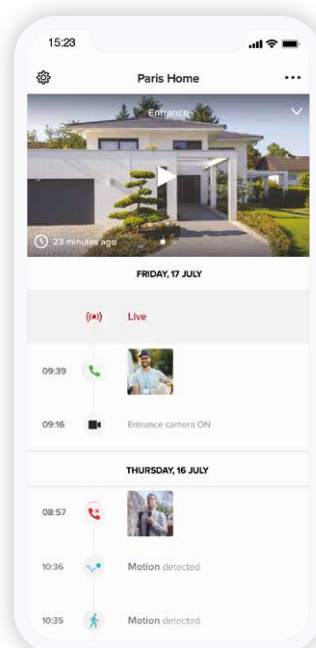 15:23
Paris Home
Entrance
23 minutes ago
FRIDAY, 17 JULY
Live
09:39
09:16 Entrance camera ON
THURSDAY, 16 JULY
08:57
10:36 Motion detected
10:35 Motion detected